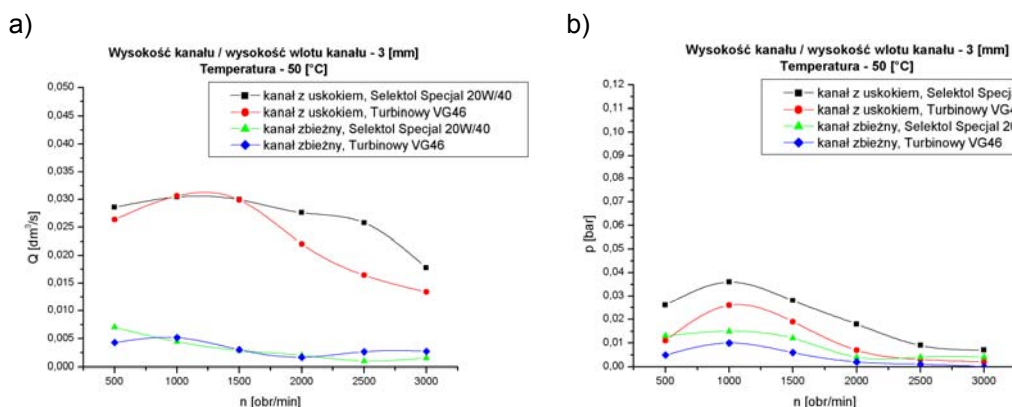 a)
Wysokość kanału / wysokość wlotu kanału - 3 [mm]
Temperatura - 50 [°C]
0,050
0,045
0,040
0,035
0,030
0,025
0,020
0,015
0,010
0,005
0,000
Q [dm³/s]
kanał z uskokiem, Selektol Specjal 20W/40
kanał z uskokiem, Turbinowy VG46
kanał zbieżny, Selektol Specjal 20W/40
kanał zbieżny, Turbinowy VG46
500 1000 1500 2000 2500 3000
n [obr/min]
b)
Wysokość kanału / wysokość wlotu kanału - 3 [mm]
Temperatura - 50 [°C]
0,12
0,11
0,10
0,09
0,08
0,07
0,06
0,05
0,04
0,03
0,02
0,01
0,00
p [bar]
kanał z uskokiem, Selektol Specja
kanał z uskokiem, Turbinowy VG4
kanał zbieżny, Selektol Specjal 20
kanał zbieżny, Turbinowy VG46
500 1000 1500 2000 2500 3000
n [obr/min]